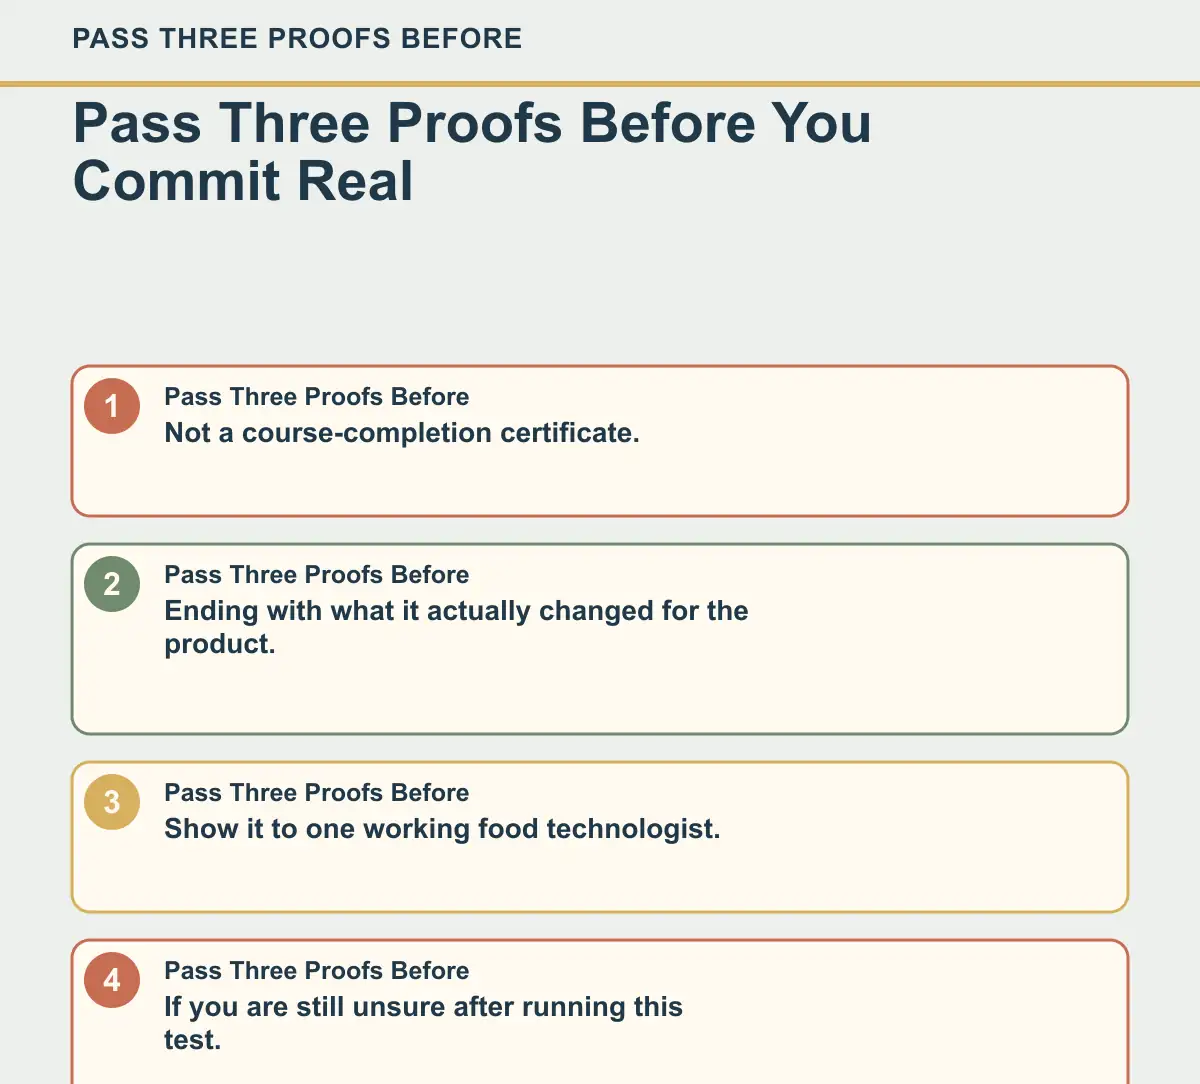 PASS THREE PROOFS BEFORE
Pass Three Proofs Before You
Commit Real
1
Pass Three Proofs Before
Not a course-completion certificate.
2
Pass Three Proofs Before
Ending with what it actually changed for the
product.
3
Pass Three Proofs Before
Show it to one working food technologist.
4
Pass Three Proofs Before
If you are still unsure after running this
test.